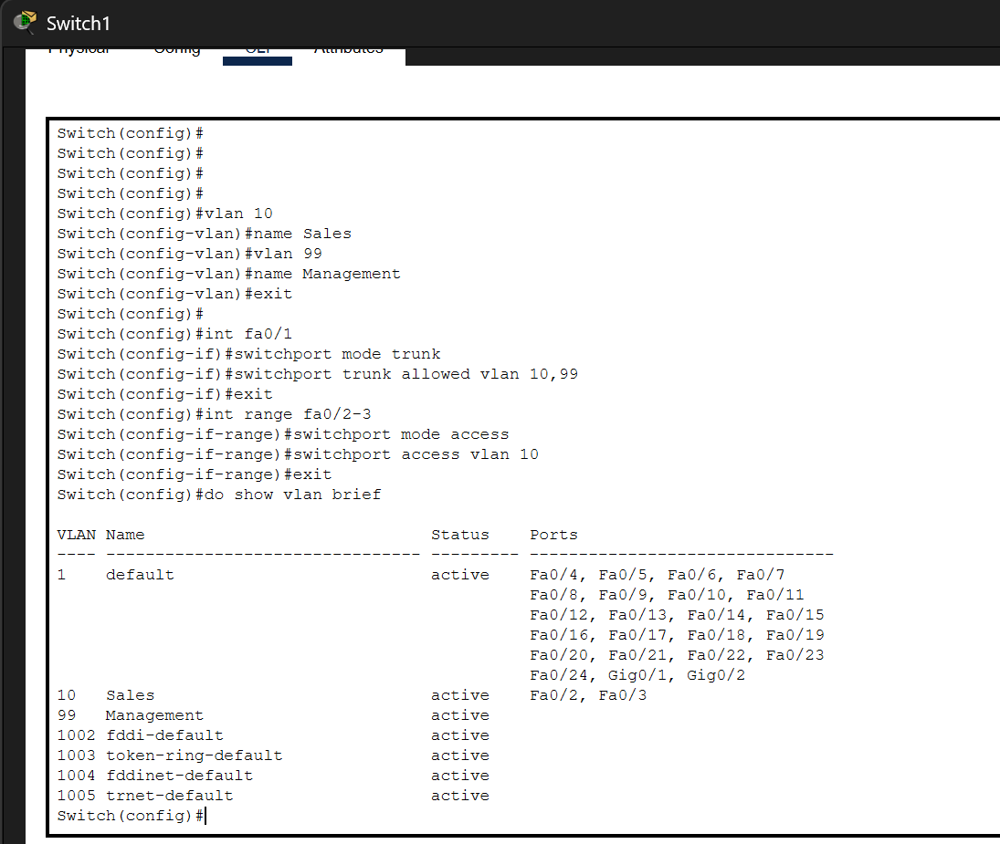 Switch1
Physical Config CLI Attributes
Switch(config)#
Switch(config)#
Switch(config)#
Switch(config)#
Switch(config)#vlan 10
Switch(config-vlan)#name Sales
Switch(config-vlan)#vlan 99
Switch(config-vlan)#name Management
Switch(config-vlan)#exit
Switch(config)#
Switch(config)#int fa0/1
Switch(config-if)#switchport mode trunk
Switch(config-if)#switchport trunk allowed vlan 10,99
Switch(config-if)#exit
Switch(config)#int range fa0/2-3
Switch(config-if-range)#switchport mode access
Switch(config-if-range)#switchport access vlan 10
Switch(config-if-range)#exit
Switch(config)#do show vlan brief
VLAN Name Status Ports
---- -------------------------------- --------- -------------------------------
1 default active Fa0/4, Fa0/5, Fa0/6, Fa0/7
Fa0/8, Fa0/9, Fa0/10, Fa0/11
Fa0/12, Fa0/13, Fa0/14, Fa0/15
Fa0/16, Fa0/17, Fa0/18, Fa0/19
Fa0/20, Fa0/21, Fa0/22, Fa0/23
Fa0/24, Gig0/1, Gig0/2
10 Sales active Fa0/2, Fa0/3
99 Management active
1002 fddi-default active
1003 token-ring-default active
1004 fddinet-default active
1005 trnet-default active
Switch(config)#